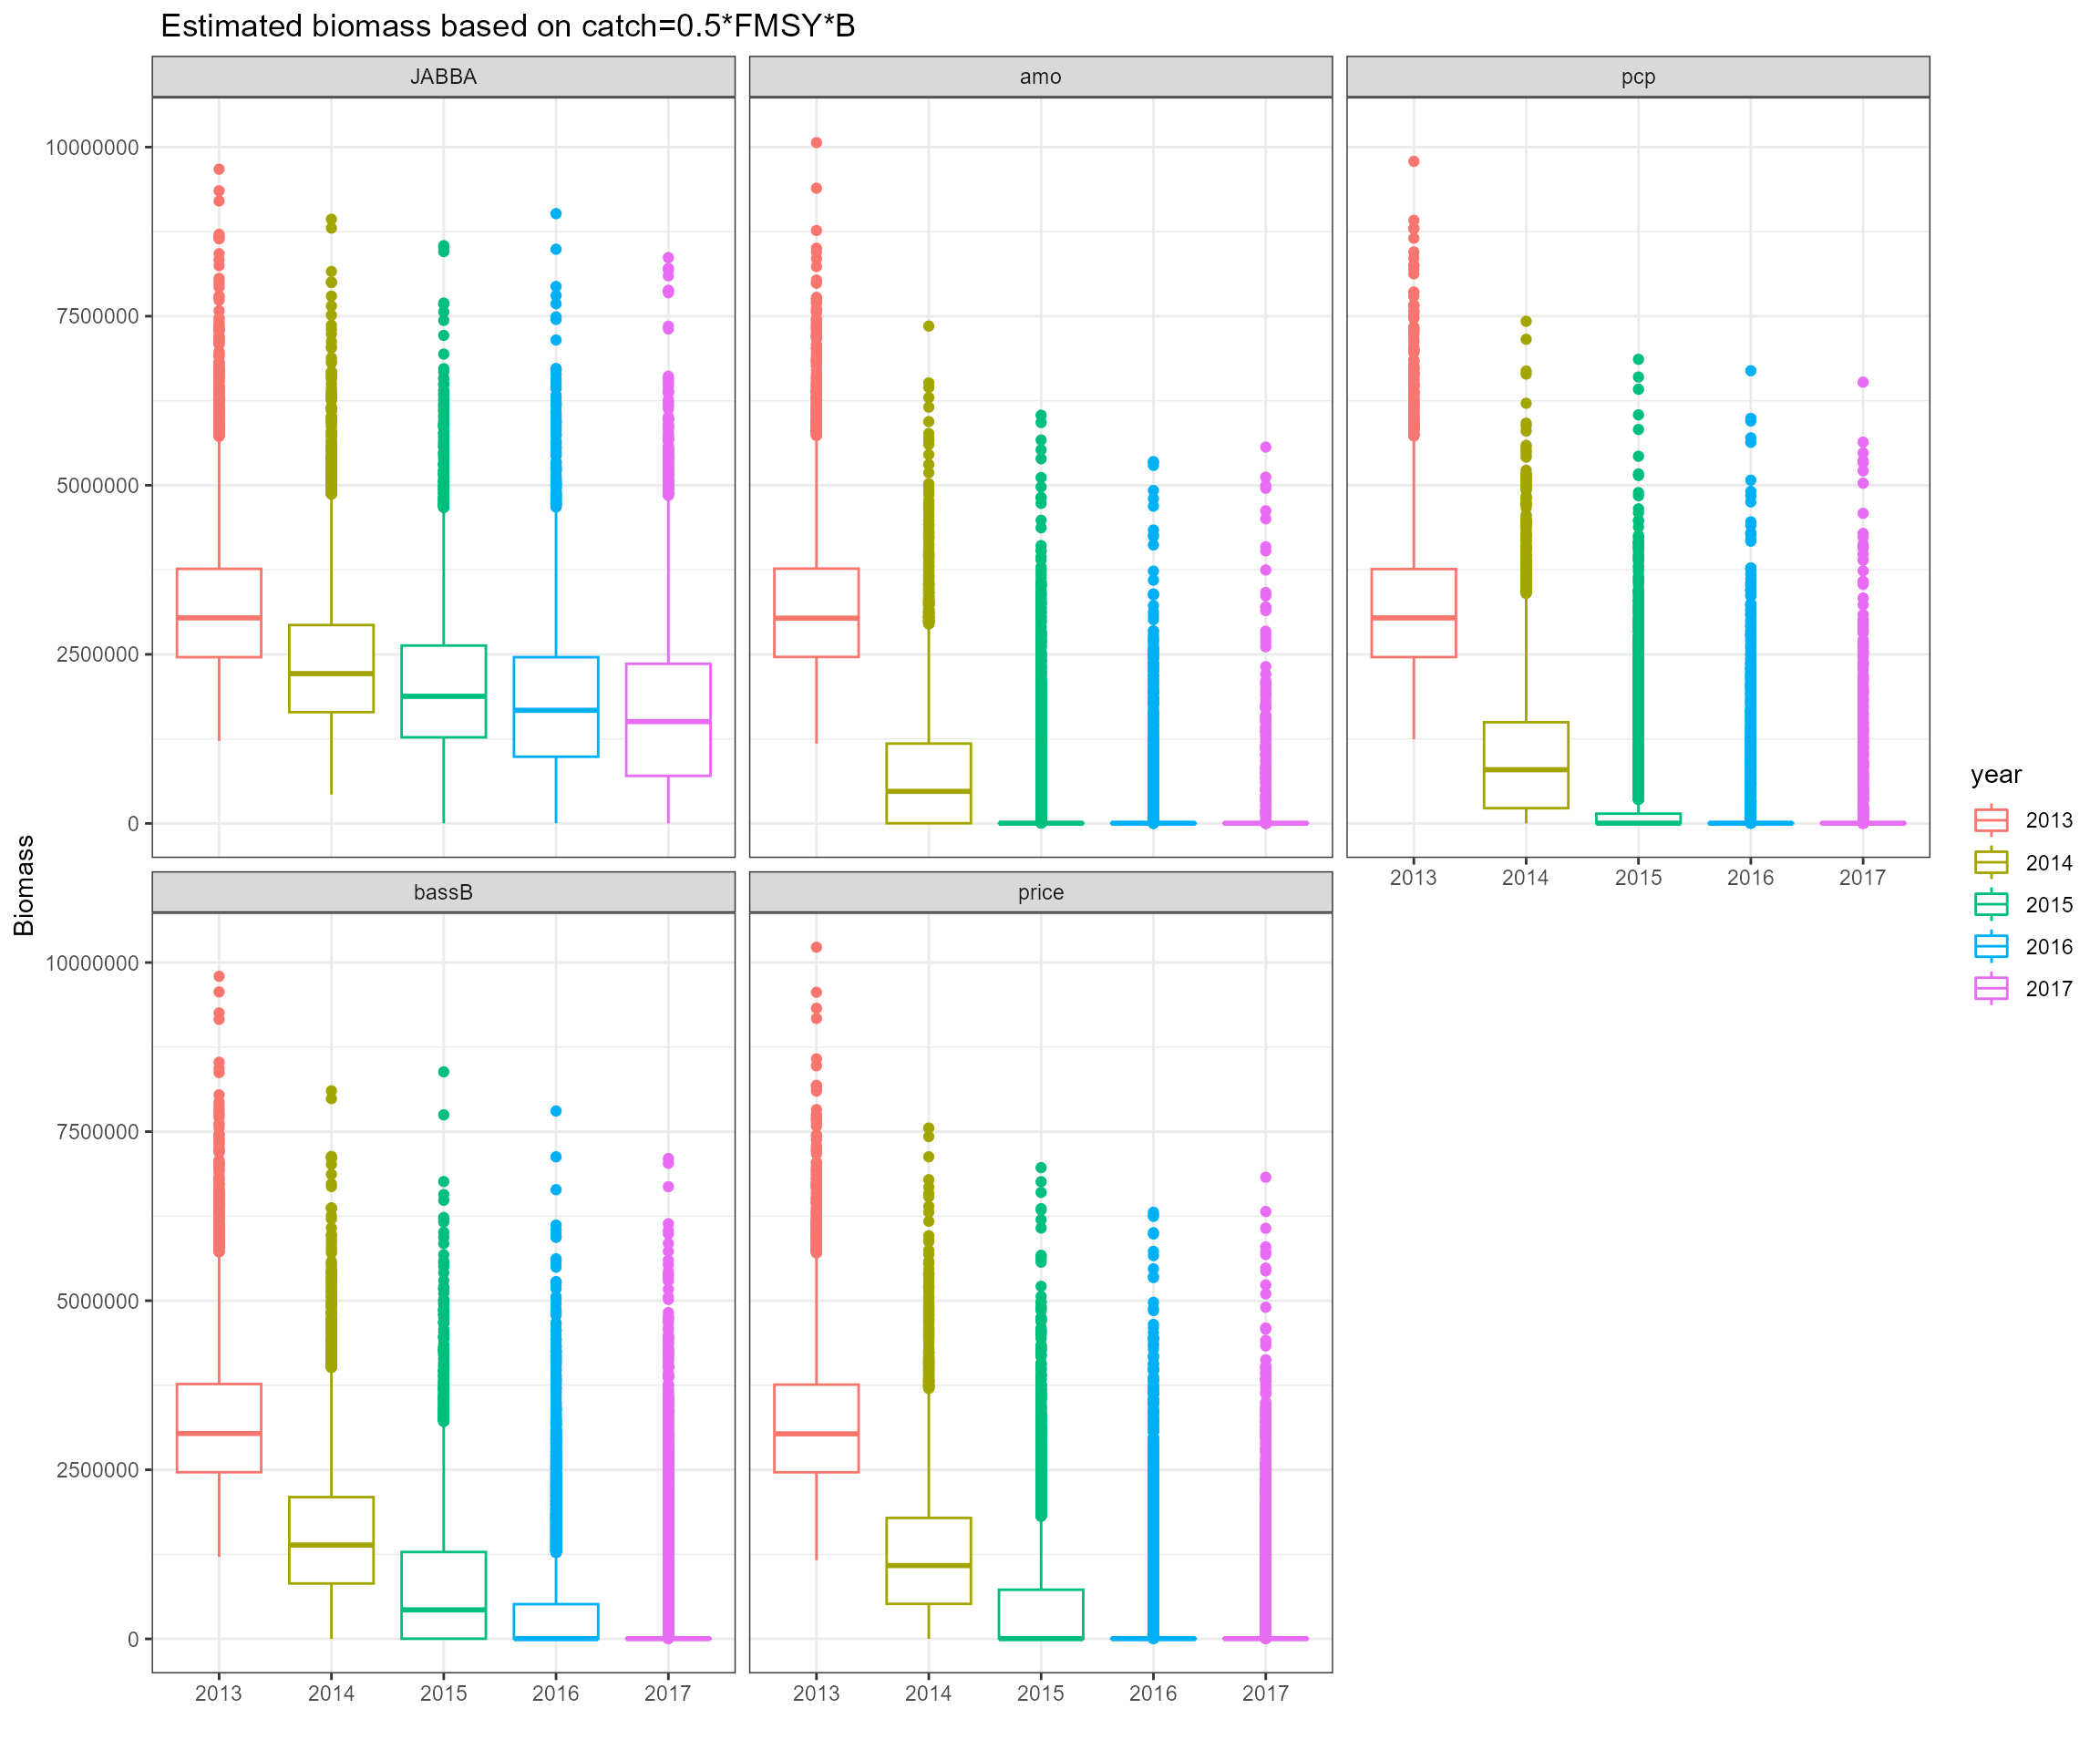 Estimated biomass based on catch=0.5*FMSY*B
JABBA
amo
pcp
10000000
7500000
5000000
2500000
0
2013 2014 2015 2016 2017
Biomass
year
2013
2014
2015
2016
2017
bassB
price
10000000
7500000
5000000
2500000
0
2013 2014 2015 2016 2017
2013 2014 2015 2016 2017